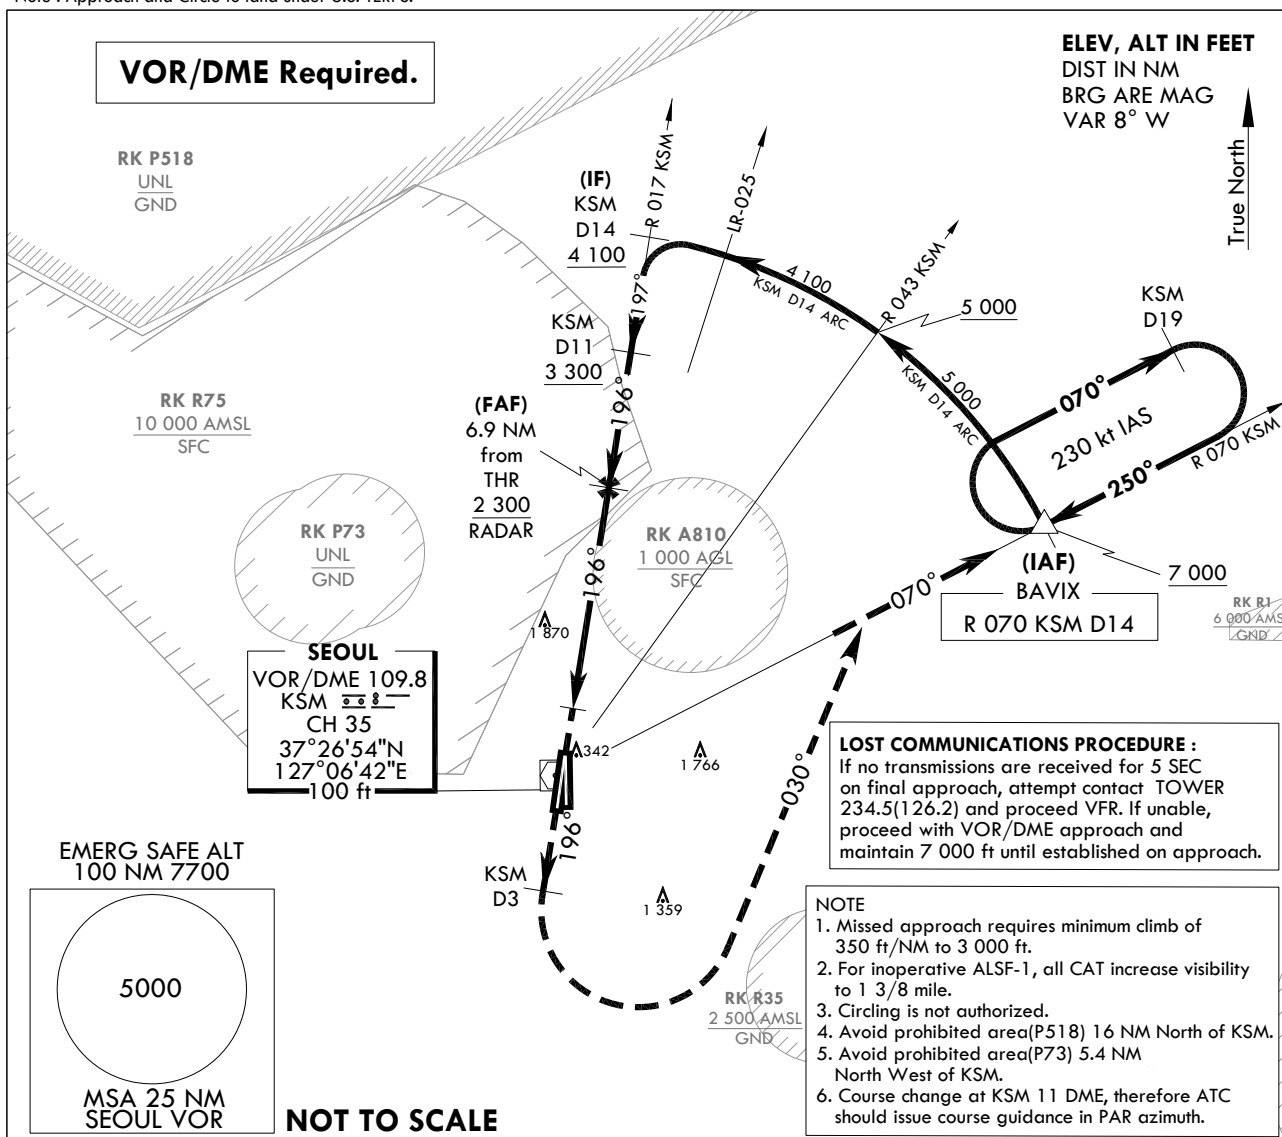 VOR/DME Required.
ELEV, ALT IN FEET
DIST IN NM
BRG ARE MAG
VAR 8° W
True North
RK P518
UNL
GND
(IF)
KSM
D14
4 100
R 017 KSM
LR-025
4 100
KSM D14 ARC
R 043 KSM
5 000
5 000
KSM D14 ARC
KSM
D19
070°
230 kt IAS
250°
R 070 KSM
197°
KSM
D11
3 300
196°
RK R75
10 000 AMSL
SFC
(FAF)
6.9 NM
from
THR
2 300
RADAR
RK P73
UNL
GND
RK A810
1 000 AGL
SFC
196°
070°
(IAF)
BAVIX
R 070 KSM D14
7 000
RK R1
6 000 AMS
GND
1 870
SEOUL
VOR/DME 109.8
KSM
CH 35
37°26'54"N
127°06'42"E
100 ft
342
1 766
030°
196°
KSM
D3
1 359
LOST COMMUNICATIONS PROCEDURE :
If no transmissions are received for 5 SEC
on final approach, attempt contact TOWER
234.5(126.2) and proceed VFR. If unable,
proceed with VOR/DME approach and
maintain 7 000 ft until established on approach.
EMERG SAFE ALT
100 NM 7700
5000
MSA 25 NM
SEOUL VOR
NOT TO SCALE
RK R35
2 500 AMSL
GND
NOTE
1. Missed approach requires minimum climb of
350 ft/NM to 3 000 ft.
2. For inoperative ALSF-1, all CAT increase visibility
to 1 3/8 mile.
3. Circling is not authorized.
4. Avoid prohibited area(P518) 16 NM North of KSM.
5. Avoid prohibited area(P73) 5.4 NM
North West of KSM.
6. Course change at KSM 11 DME, therefore ATC
should issue course guidance in PAR azimuth.